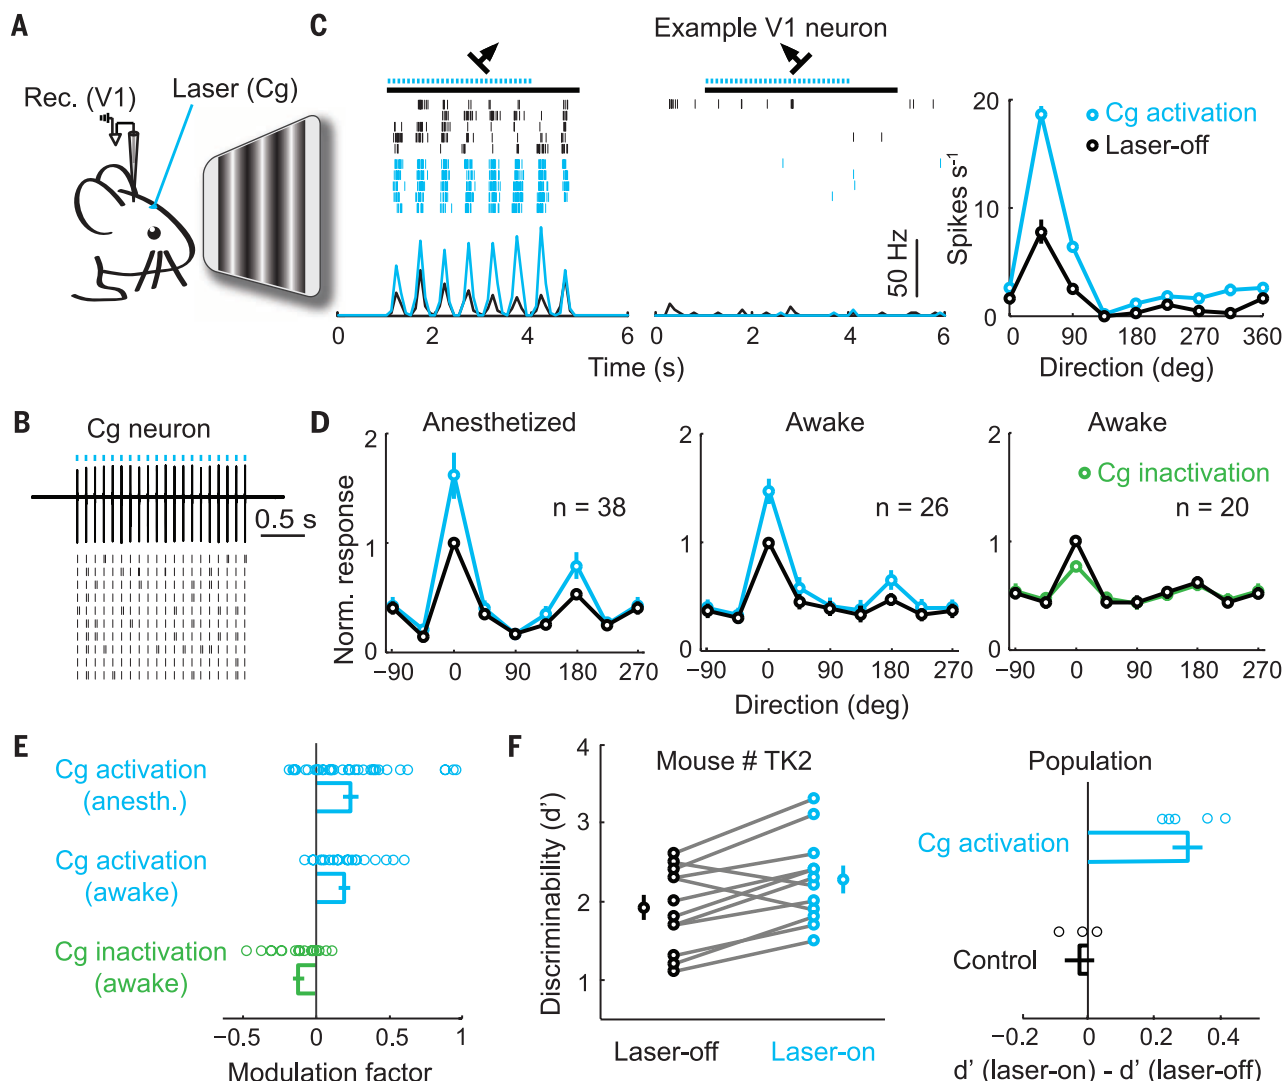 A
Rec. (V1)
Laser (Cg)
C
Example V1 neuron
50 Hz
0 2 4 6
0 2 4 6
Time (s)
Cg activation
Laser-off
Spikes s-1
20
10
0
0 90 180 270 360
Direction (deg)
B
Cg neuron
0.5 s
D
Anesthetized
Awake
Awake
Norm. response
2
1
0
n = 38
−90 0 90 180 270
2
1
0
n = 26
−90 0 90 180 270
2
1
0
Cg inactivation
n = 20
−90 0 90 180 270
Direction (deg)
E
Cg activation
(anesth.)
Cg activation
(awake)
Cg inactivation
(awake)
−0.5 0 0.5 1
Modulation factor
F
Mouse # TK2
Discriminability (d’)
4
3
2
1
Laser-off
Laser-on
Population
Cg activation
Control
−0.2 0 0.2 0.4
d’ (laser-on) - d’ (laser-off)